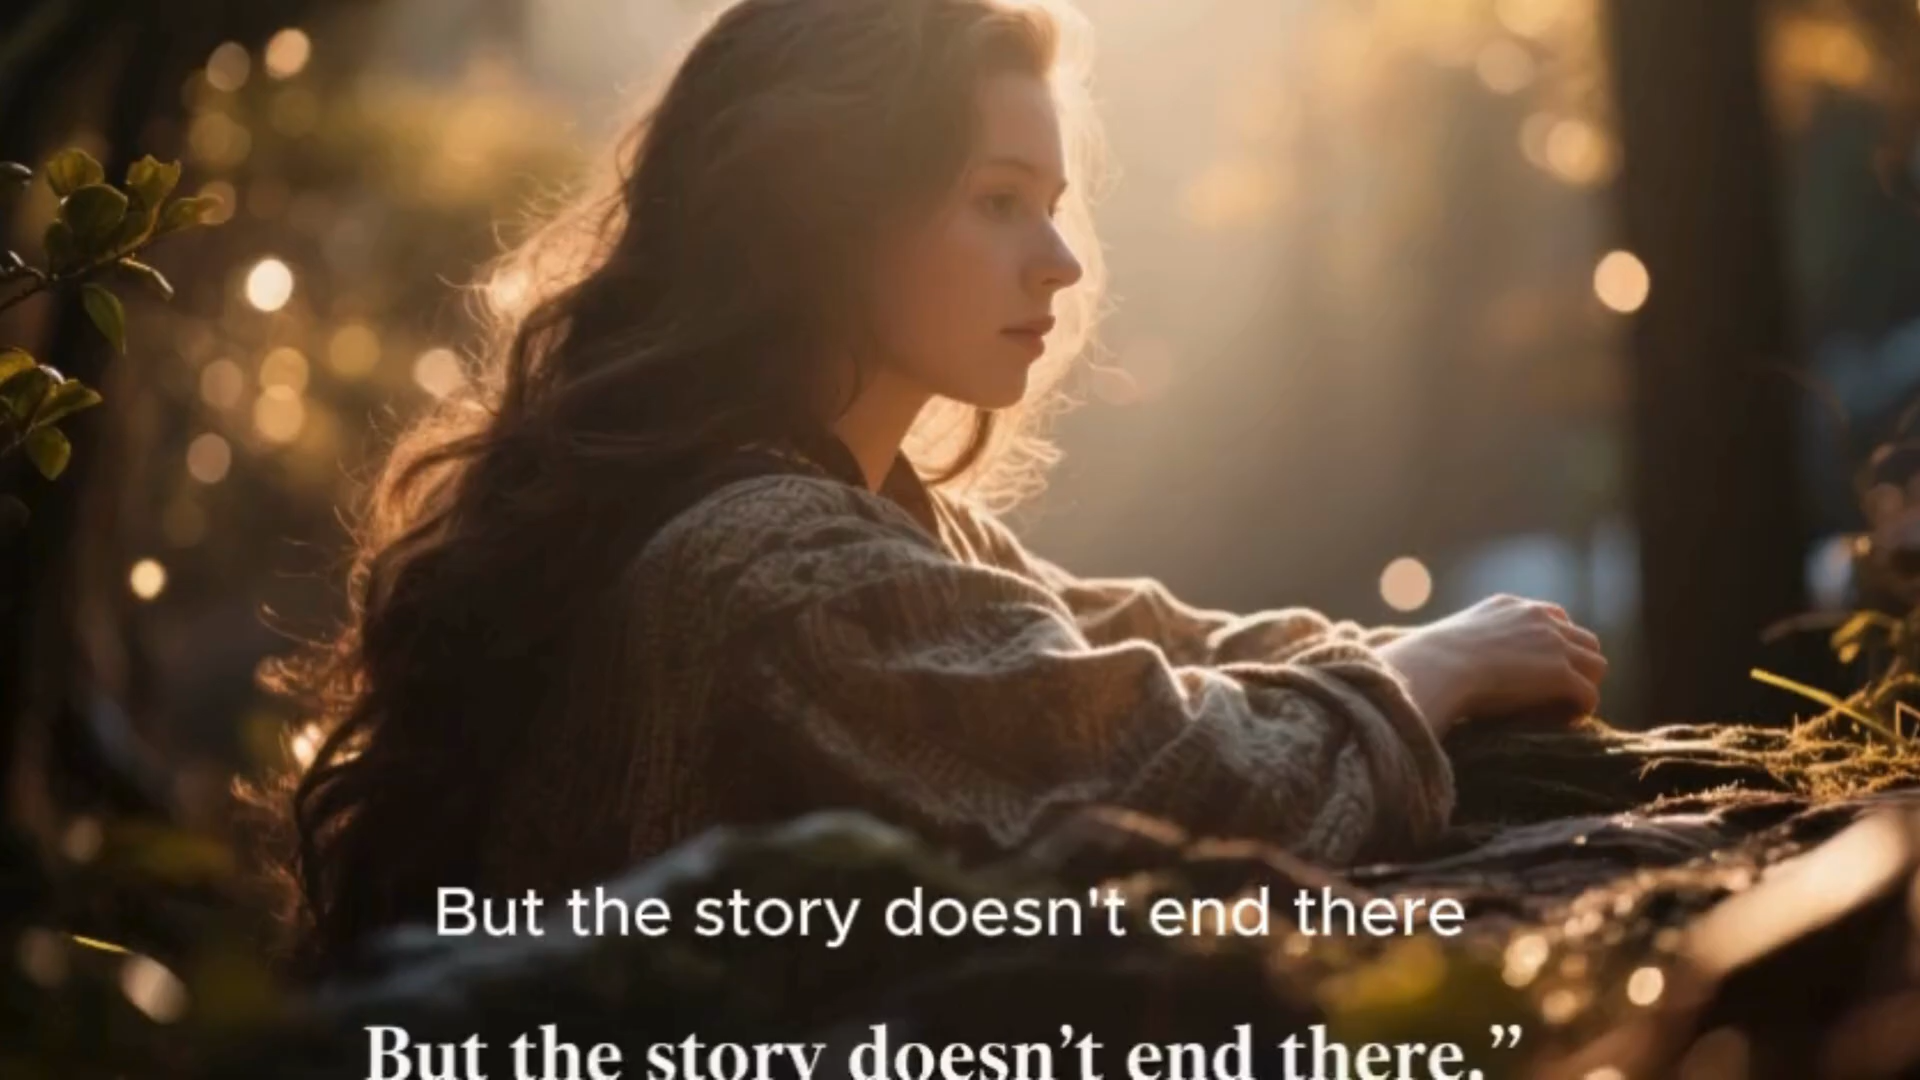 But the story doesn't end there
But the story doesn’t end there.”